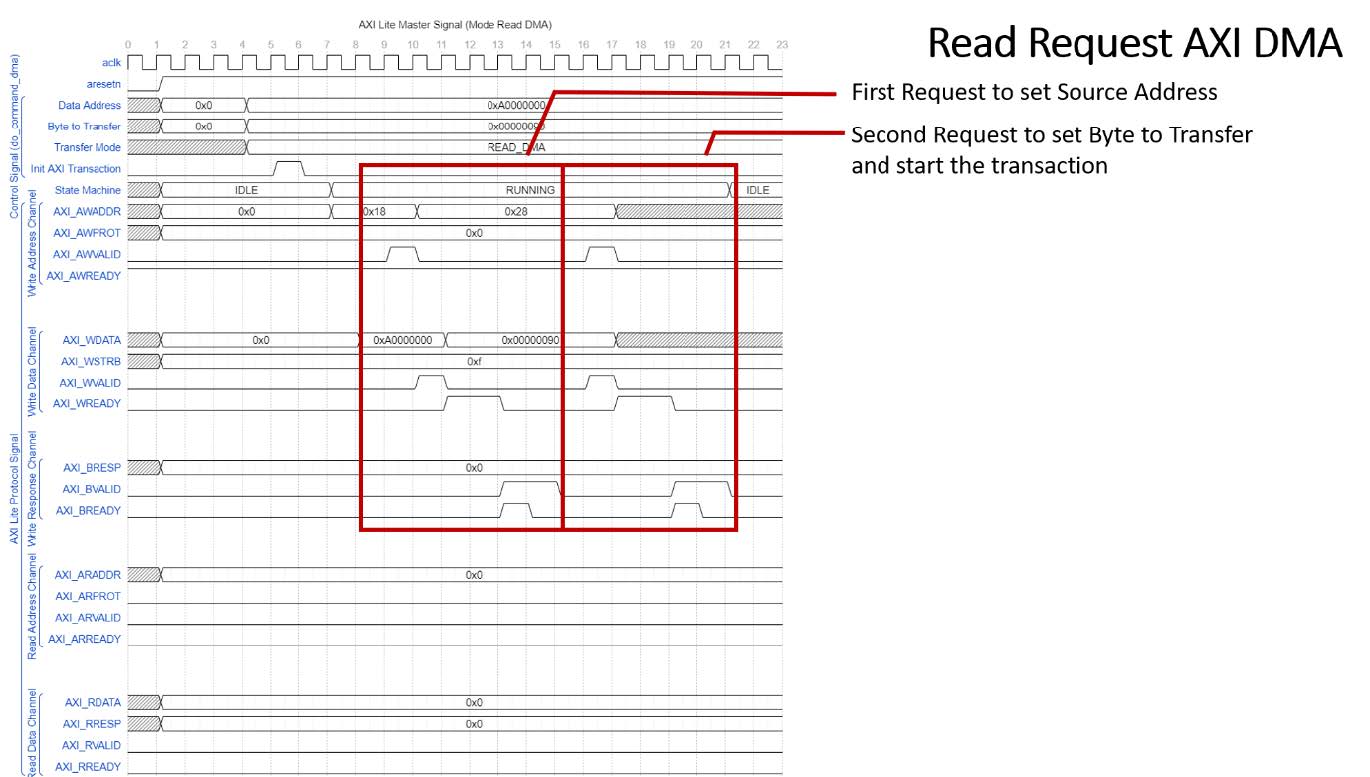 AXI Lite Master Signal (Mode Read DMA)
Read Request AXI DMA
First Request to set Source Address
Second Request to set Byte to Transfer
and start the transaction
0 1 2 3 4 5 6 7 8 9 10 11 12 13 14 15 16 17 18 19 20 21 22 23
Control Signal (do_command_dma)
aclk
aresetn
Data Address 0x0 0xA0000000
Byte to Transfer 0x0 0x00000090
Transfer Mode READ_DMA
Init AXI Transaction
State Machine IDLE RUNNING IDLE
AXI Lite Protocol Signal
Write Address Channel
AXI_AWADDR 0x0 0x18 0x28
AXI_AWFROT 0x0
AXI_AWVALID
AXI_AWREADY
Write Data Channel
AXI_WDATA 0x0 0xA0000000 0x00000090
AXI_WSTRB 0xf
AXI_WVALID
AXI_WREADY
Write Response Channel
AXI_BRESP 0x0
AXI_BVALID
AXI_BREADY
Read Address Channel
AXI_ARADDR 0x0
AXI_ARFROT
AXI_ARVALID
AXI_ARREADY
Read Data Channel
AXI_RDATA 0x0
AXI_RRESP 0x0
AXI_RVALID
AXI_RREADY